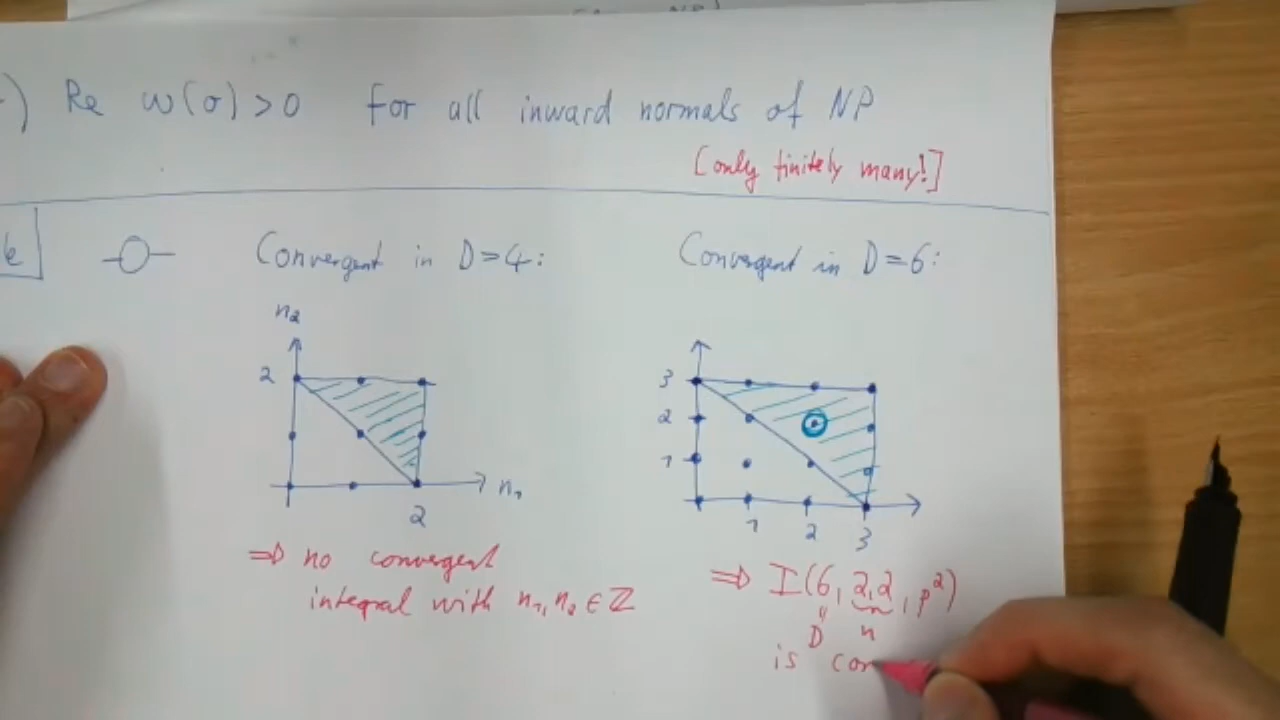 ) Re ω(σ)>0 for all inward normals of NP
[only finitely many!]
Convergent in D=4:
n₂
2
n₁
2
⇒ no convergent
integral with n₁,n₂ ∈ ℤ
Convergent in D=6:
3
2
1
1 2 3
⇒ I(6, 2,2, p²)
D n
is con